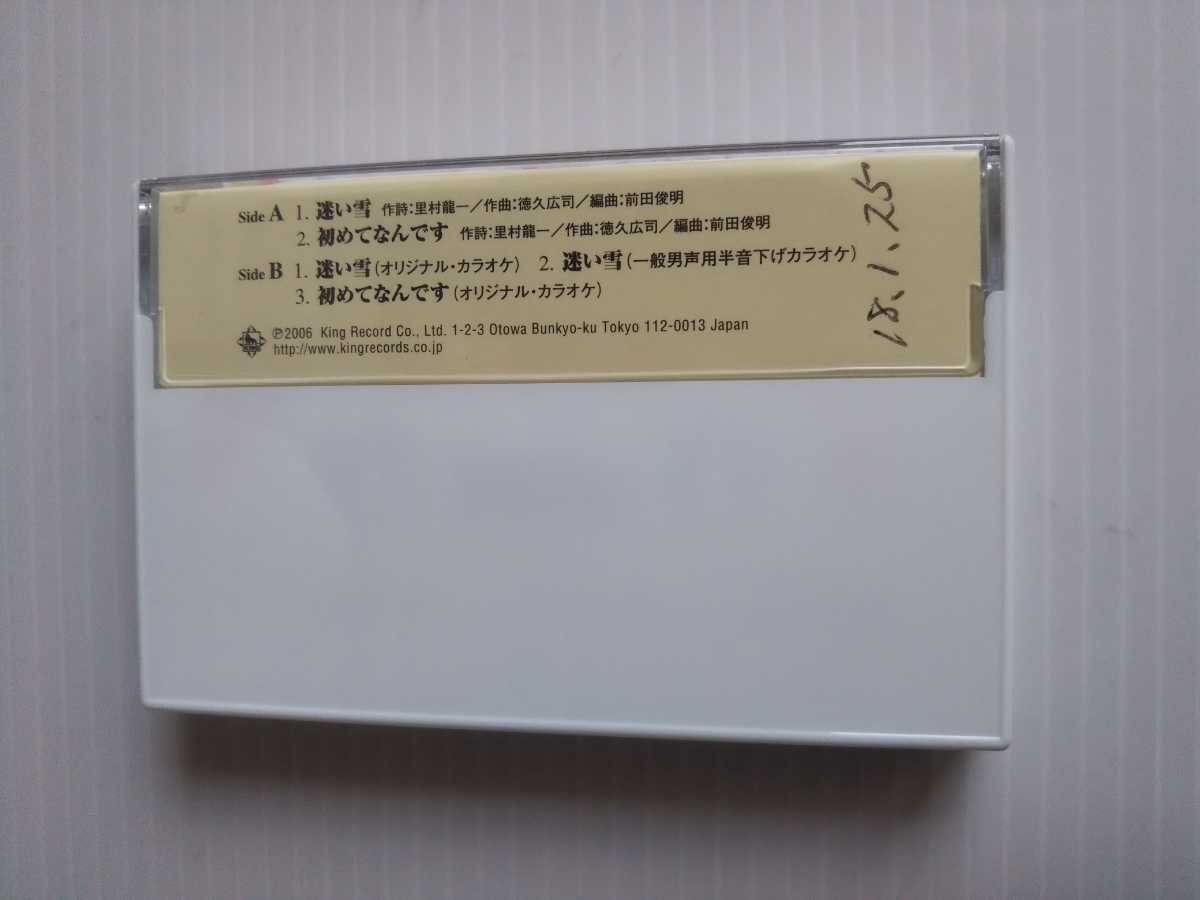 Side A 1. 迷い雪 作詩:里村龍一/作曲:徳久広司/編曲:前田俊明
2. 初めてなんです 作詩:里村龍一/作曲:徳久広司/編曲:前田俊明
Side B 1. 迷い雪(オリジナル・カラオケ) 2. 迷い雪(一般男声用半音下げカラオケ)
3. 初めてなんです(オリジナル・カラオケ)
℗2006 King Record Co., Ltd. 1-2-3 Otowa Bunkyo-ku Tokyo 112-0013 Japan
http://www.kingrecords.co.jp
18、1、25